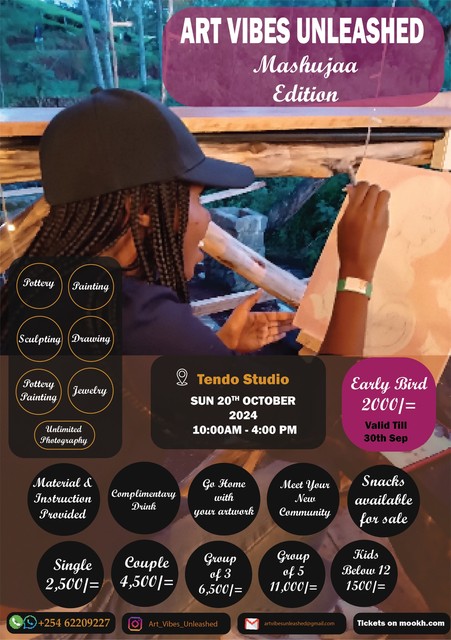 ART VIBES UNLEASHED
Mashujaa
Edition
Pottery
Painting
Sculpting
Drawing
Pottery
Painting
Jewelry
Unlimited
Photography
Tendo Studio
SUN 20TH OCTOBER
2024
10:00AM - 4:00 PM
Early Bird
2000/=
Valid Till
30th Sep
Material &
Instruction
Provided
Complimentary
Drink
Go Home
with
your artwork
Meet Your
New
Community
Snacks
available
for sale
Single
2,500/=
Couple
4,500/=
Group
of 3
6,500/=
Group
of 5
11,000/=
Kids
Below 12
1500/=
+254 62209227
Art_Vibes_Unleashed
artvibesunleashed@gmail.com
Tickets on mookh.com